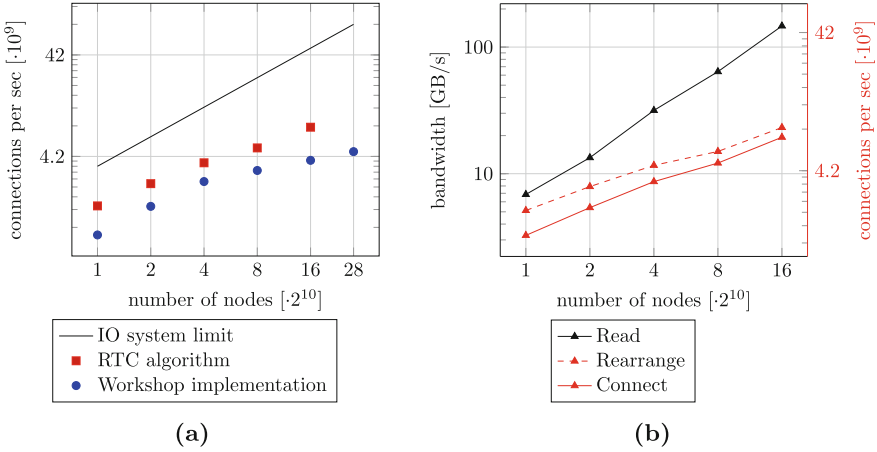 connections per sec [·10⁹]
42
4.2
1 2 4 8 16 28
number of nodes [·2¹⁰]
IO system limit
RTC algorithm
Workshop implementation
(a)
bandwidth [GB/s]
100
10
42
4.2
connections per sec [·10⁹]
1 2 4 8 16
number of nodes [·2¹⁰]
Read
Rearrange
Connect
(b)